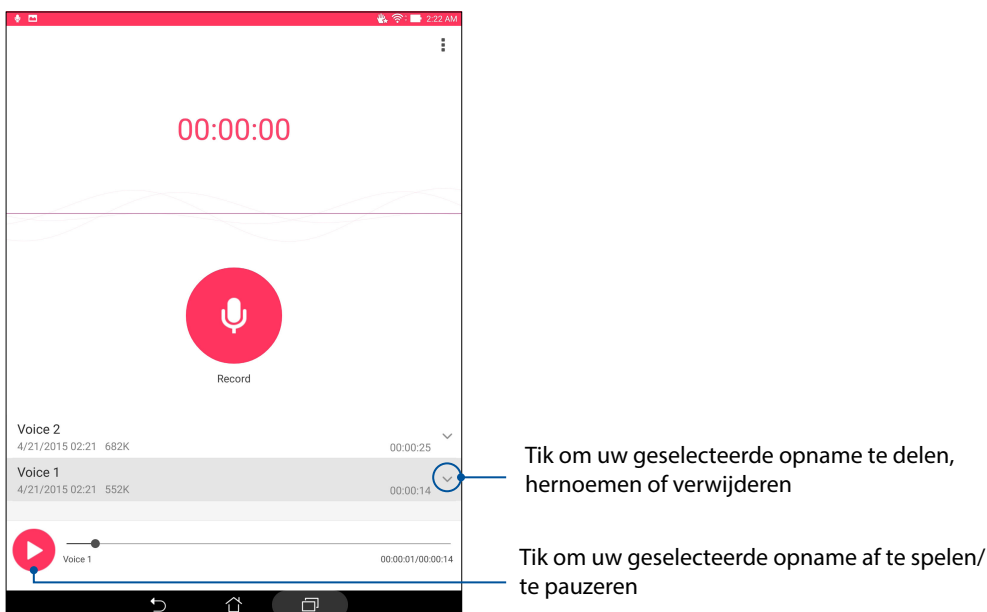 2:22 AM
00:00:00
Record
Voice 2
4/21/2015 02:21 682K 00:00:25
Voice 1
4/21/2015 02:21 552K 00:00:14
Tik om uw geselecteerde opname te delen,
hernoemen of verwijderen
Voice 1 00:00:01/00:00:14
Tik om uw geselecteerde opname af te spelen/
te pauzeren